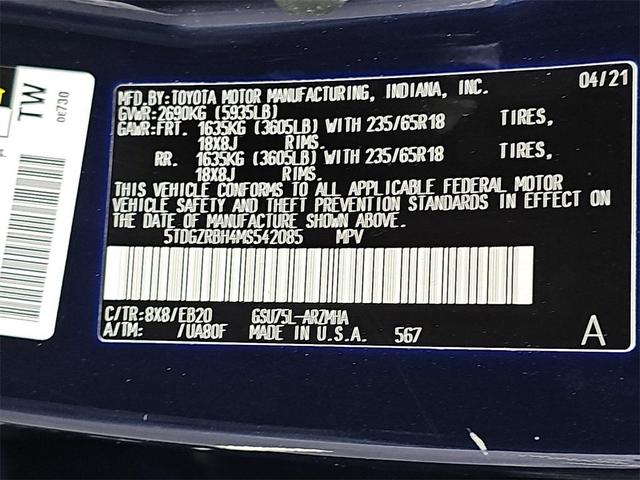 TW
0E730
MFD.BY:TOYOTA MOTOR MANUFACTURING, INDIANA, INC. 04/21
GVWR:2690KG (5935LB)
GAWR:FRT. 1635KG (3605LB) WITH 235/65R18 TIRES,
18X8J RIMS.
RR. 1635KG (3605LB) WITH 235/65R18 TIRES,
18X8J RIMS.
THIS VEHICLE CONFORMS TO ALL APPLICABLE FEDERAL MOTOR
VEHICLE SAFETY AND THEFT PREVENTION STANDARDS IN EFFECT ON
THE DATE OF MANUFACTURE SHOWN ABOVE.
5TDGZRBH4MS542085 MPV
C/TR:8X8/EB20 GSU75L-ARZMHA
A/TM: /UA80F MADE IN U.S.A. 567 A